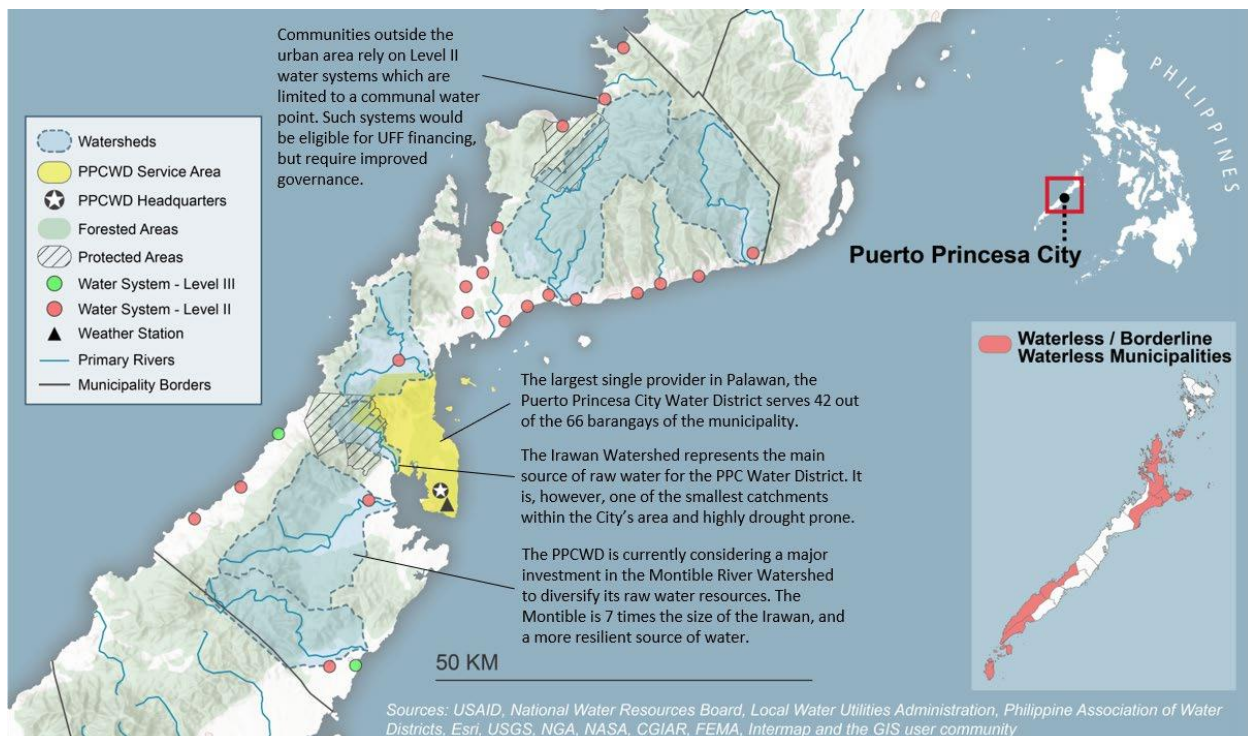 Communities outside the
urban area rely on Level II
water systems which are
limited to a communal water
point. Such systems would
be eligible for UFF financing,
but require improved
governance.
Watersheds
PPCWD Service Area
PPCWD Headquarters
Forested Areas
Protected Areas
Water System - Level III
Water System - Level II
Weather Station
Primary Rivers
Municipality Borders
PHILIPPINES
Puerto Princesa City
Waterless / Borderline
Waterless Municipalities
The largest single provider in Palawan, the
Puerto Princesa City Water District serves 42 out
of the 66 barangays of the municipality.
The Irawan Watershed represents the main
source of raw water for the PPC Water District. It
is, however, one of the smallest catchments
within the City's area and highly drought prone.
The PPCWD is currently considering a major
investment in the Montible River Watershed
to diversify its raw water resources. The
Montible is 7 times the size of the Irawan, and
a more resilient source of water.
50 KM
Sources: USAID, National Water Resources Board, Local Water Utilities Administration, Philippine Association of Water
Districts, Esri, USGS, NGA, NASA, CGIAR, FEMA, Intermap and the GIS user community